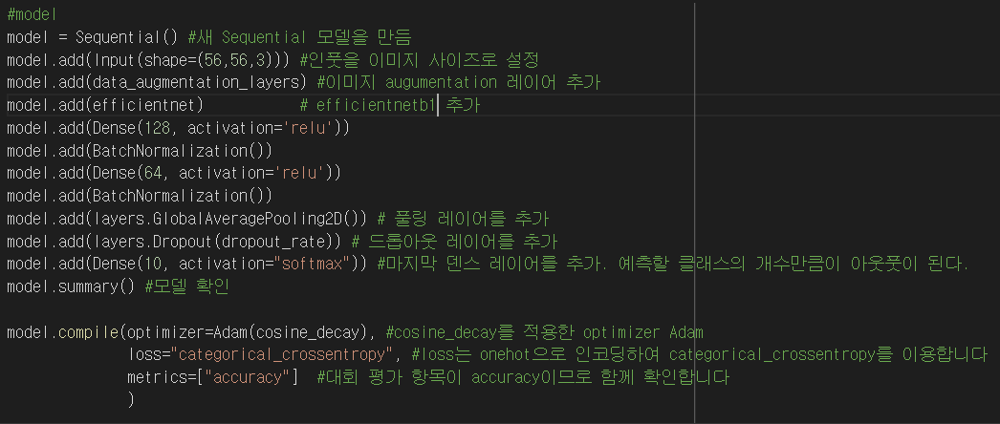 #model
model = Sequential() #새 Sequential 모델을 만듬
model.add(Input(shape=(56,56,3))) #인풋을 이미지 사이즈로 설정
model.add(data_augmentation_layers) #이미지 augumentation 레이어 추가
model.add(efficientnet) # efficientnetb1 추가
model.add(Dense(128, activation='relu'))
model.add(BatchNormalization())
model.add(Dense(64, activation='relu'))
model.add(BatchNormalization())
model.add(layers.GlobalAveragePooling2D()) # 풀링 레이어를 추가
model.add(layers.Dropout(dropout_rate)) # 드롭아웃 레이어를 추가
model.add(Dense(10, activation="softmax")) #마지막 덴스 레이어를 추가. 예측할 클래스의 개수만큼이 아웃풋이 된다.
model.summary() #모델 확인
model.compile(optimizer=Adam(cosine_decay), #cosine_decay를 적용한 optimizer Adam
loss="categorical_crossentropy", #loss는 onehot으로 인코딩하여 categorical_crossentropy를 이용합니다
metrics=["accuracy"] #대회 평가 항목이 accuracy이므로 함께 확인합니다
)